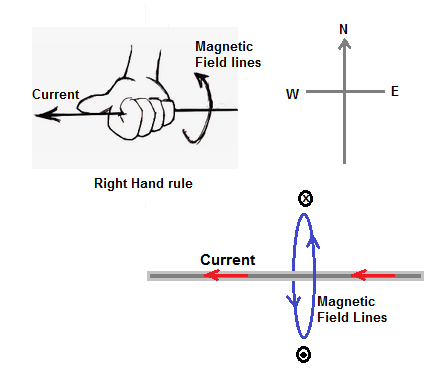 N
Magnetic
Field lines
Current
W
E
Right Hand rule
Current
Magnetic
Field Lines